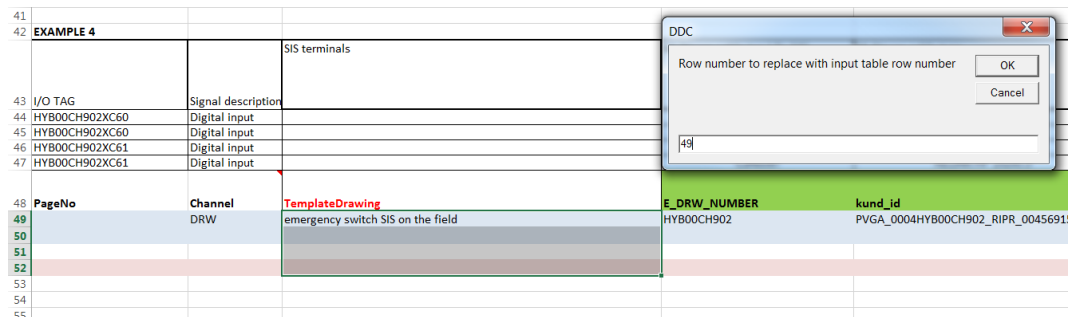 41
42 EXAMPLE 4
SIS terminals
43 I/O TAG Signal description
44 HYB00CH902XC60 Digital input
45 HYB00CH902XC60 Digital input
46 HYB00CH902XC61 Digital input
47 HYB00CH902XC61 Digital input
48 PageNo Channel TemplateDrawing E_DRW_NUMBER kund_id
49 DRW emergency switch SIS on the field HYB00CH902 PVGA_0004HYB00CH902_RIPR_0045691
50
51
52
53
54
55
DDC
Row number to replace with input table row number
OK
Cancel
49